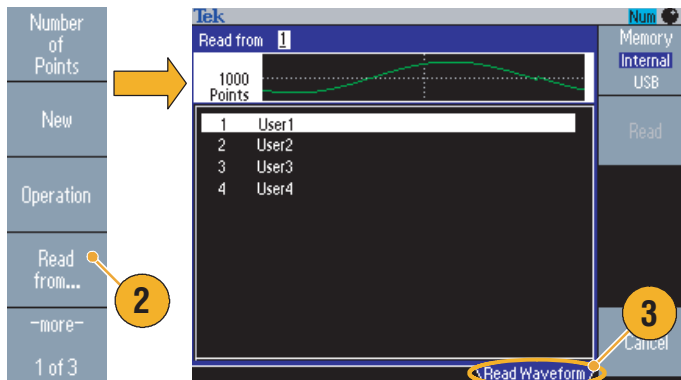 Number
of
Points
New
Operation
Read
from...
-more-
1 of 3
2
Tek
Num
Read from 1
1000
Points
1 User1
2 User2
3 User3
4 User4
Memory
Internal
USB
Read
3
Cancel
Read Waveform